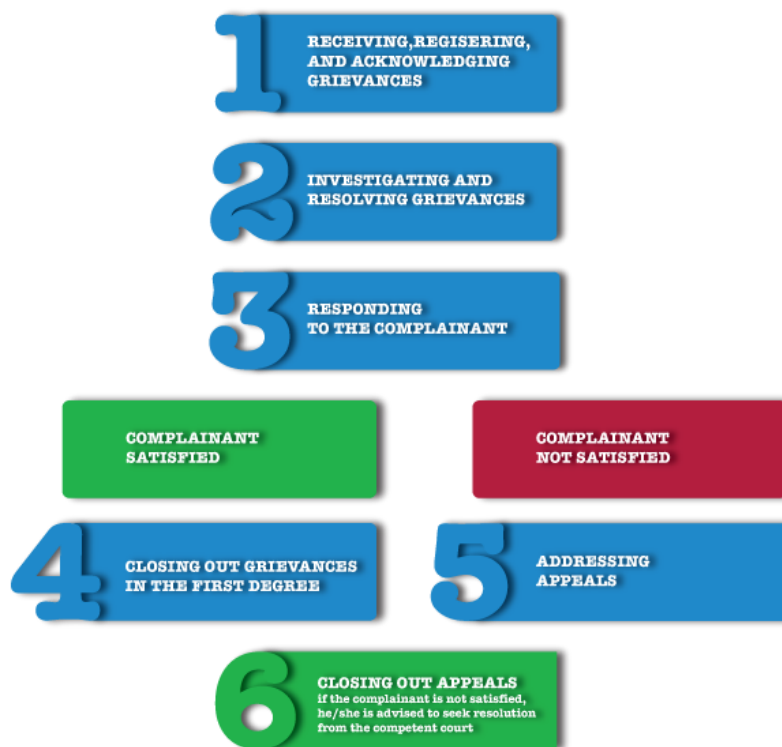 1
RECEIVING,REGISERING,
AND ACKNOWLEDGING
GRIEVANCES
2
INVESTIGATING AND
RESOLVING GRIEVANCES
3
RESPONDING
TO THE COMPLAINANT
COMPLAINANT
SATISFIED
COMPLAINANT
NOT SATISFIED
4
CLOSING OUT GRIEVANCES
IN THE FIRST DEGREE
5
ADDRESSING
APPEALS
6
CLOSING OUT APPEALS
if the complainant is not satisfied,
he/she is advised to seek resolution
from the competent court